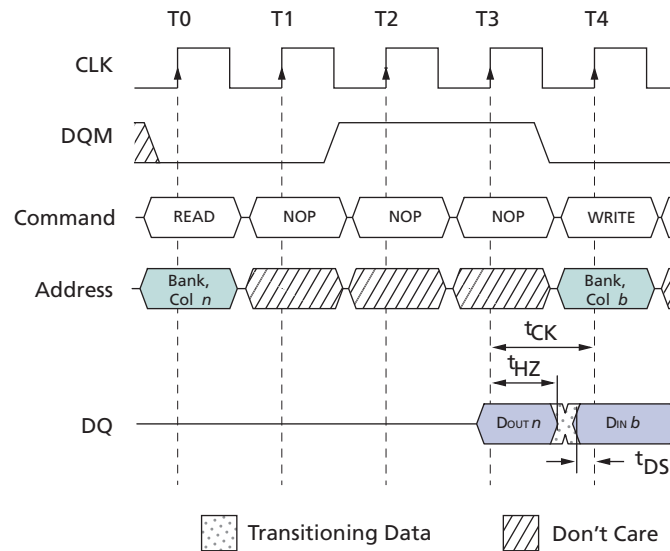 T0 T1 T2 T3 T4
CLK
DQM
Command READ NOP NOP NOP WRITE
Address Bank, Col n Bank, Col b
tCK
tHZ
DQ DOUT n DIN b
tDS
Transitioning Data Don't Care